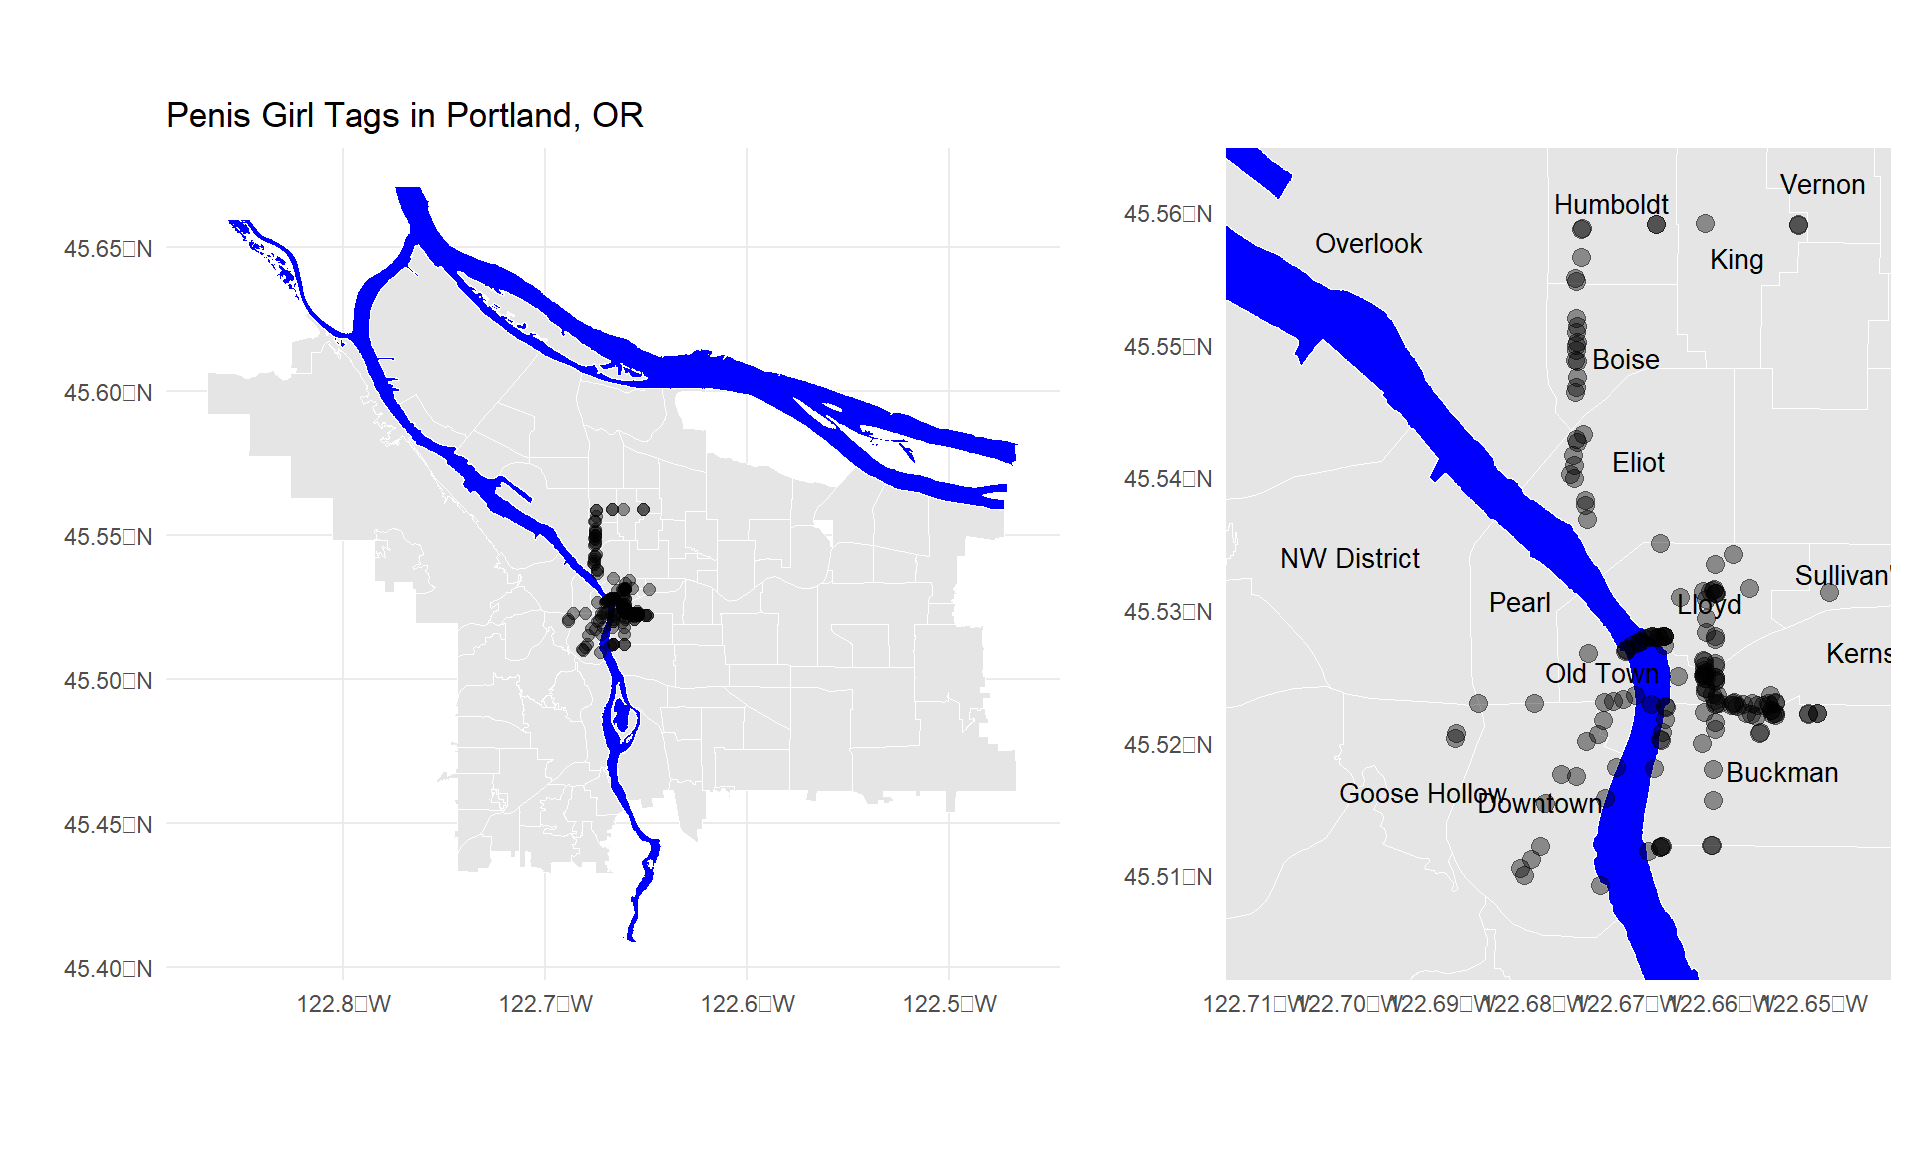 Penis Girl Tags in Portland, OR
45.65□N
45.60□N
45.55□N
45.50□N
45.45□N
45.40□N
122.8□W
122.7□W
122.6□W
122.5□W
45.56□N
45.55□N
45.54□N
45.53□N
45.52□N
45.51□N
Vernon
Humboldt
Overlook
King
Boise
Eliot
NW District
Sullivan'
Pearl
Lloyd
Kerns
Old Town
Buckman
Goose Hollow
Downtown
122.71□W
122.70□W
122.69□W
122.68□W
122.67□W
122.66□W
122.65□W